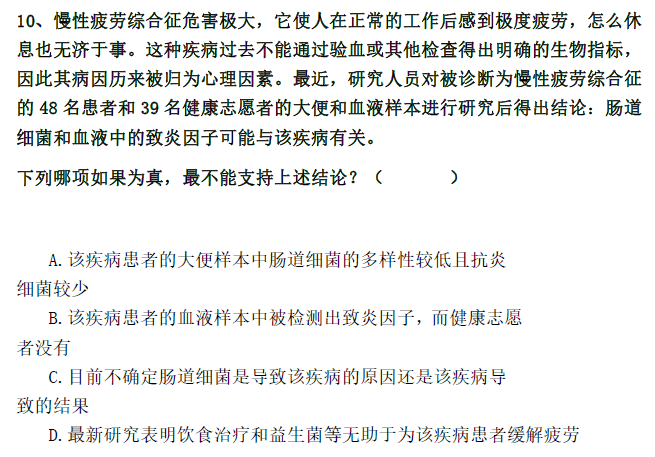 10、慢性疲劳综合征危害极大，它使人在正常的工作后感到极度疲劳，怎么休
息也无济于事。这种疾病过去不能通过验血或其他检查得出明确的生物指标，
因此其病因历来被归为心理因素。最近，研究人员对被诊断为慢性疲劳综合征
的 48 名患者和 39 名健康志愿者的大便和血液样本进行研究后得出结论：肠道
细菌和血液中的致炎因子可能与该疾病有关。
下列哪项如果为真，最不能支持上述结论？（　　　）
A.该疾病患者的大便样本中肠道细菌的多样性较低且抗炎
细菌较少
B.该疾病患者的血液样本中被检测出致炎因子，而健康志愿
者没有
C.目前不确定肠道细菌是导致该疾病的原因还是该疾病导
致的结果
D.最新研究表明饮食治疗和益生菌等无助于为该疾病患者缓解疲劳